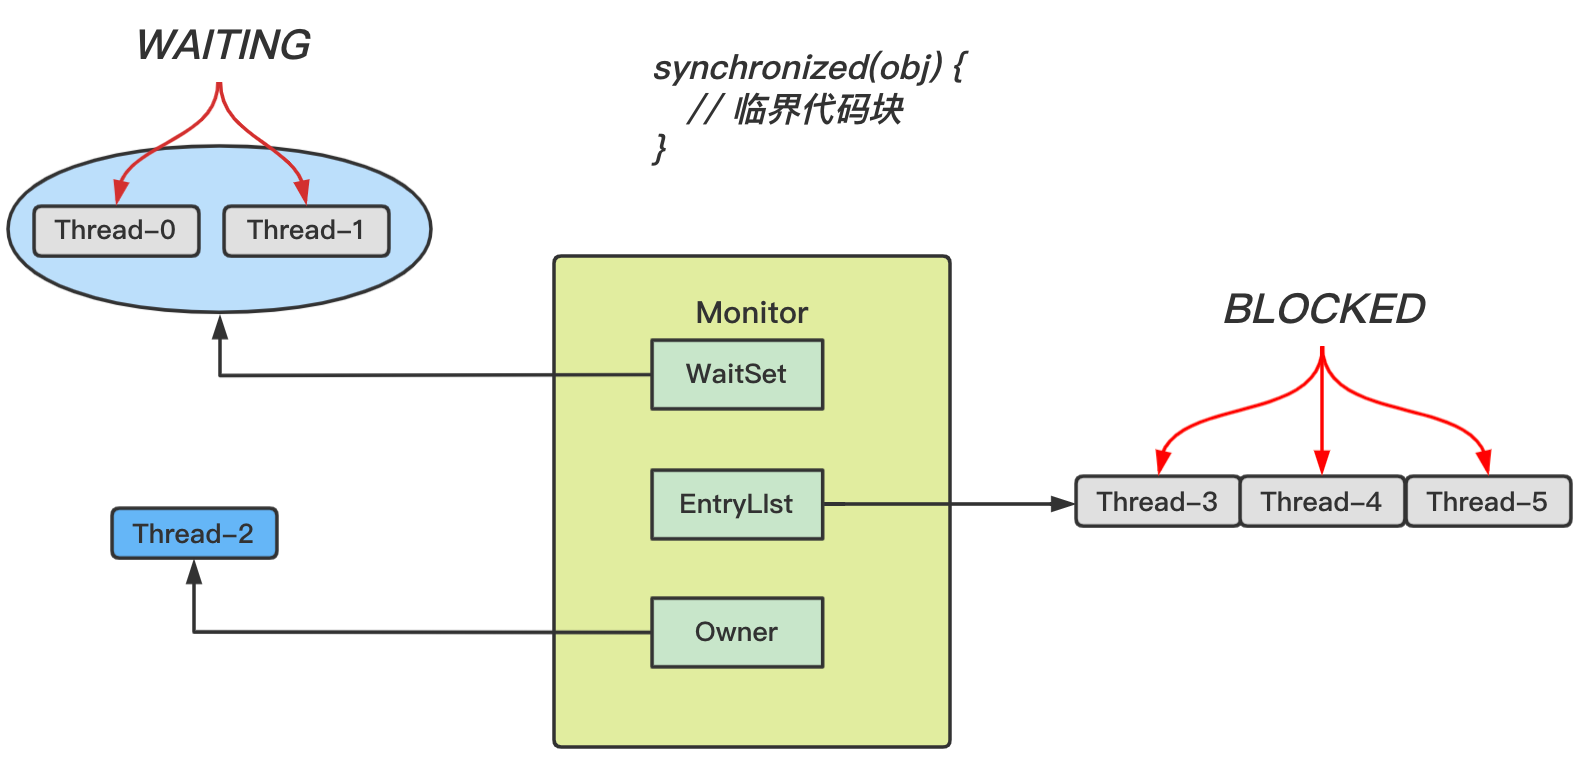 WAITING
synchronized(obj) {
// 临界代码块
}
Thread-0
Thread-1
Monitor
WaitSet
BLOCKED
EntryLIst
Thread-3
Thread-4
Thread-5
Thread-2
Owner